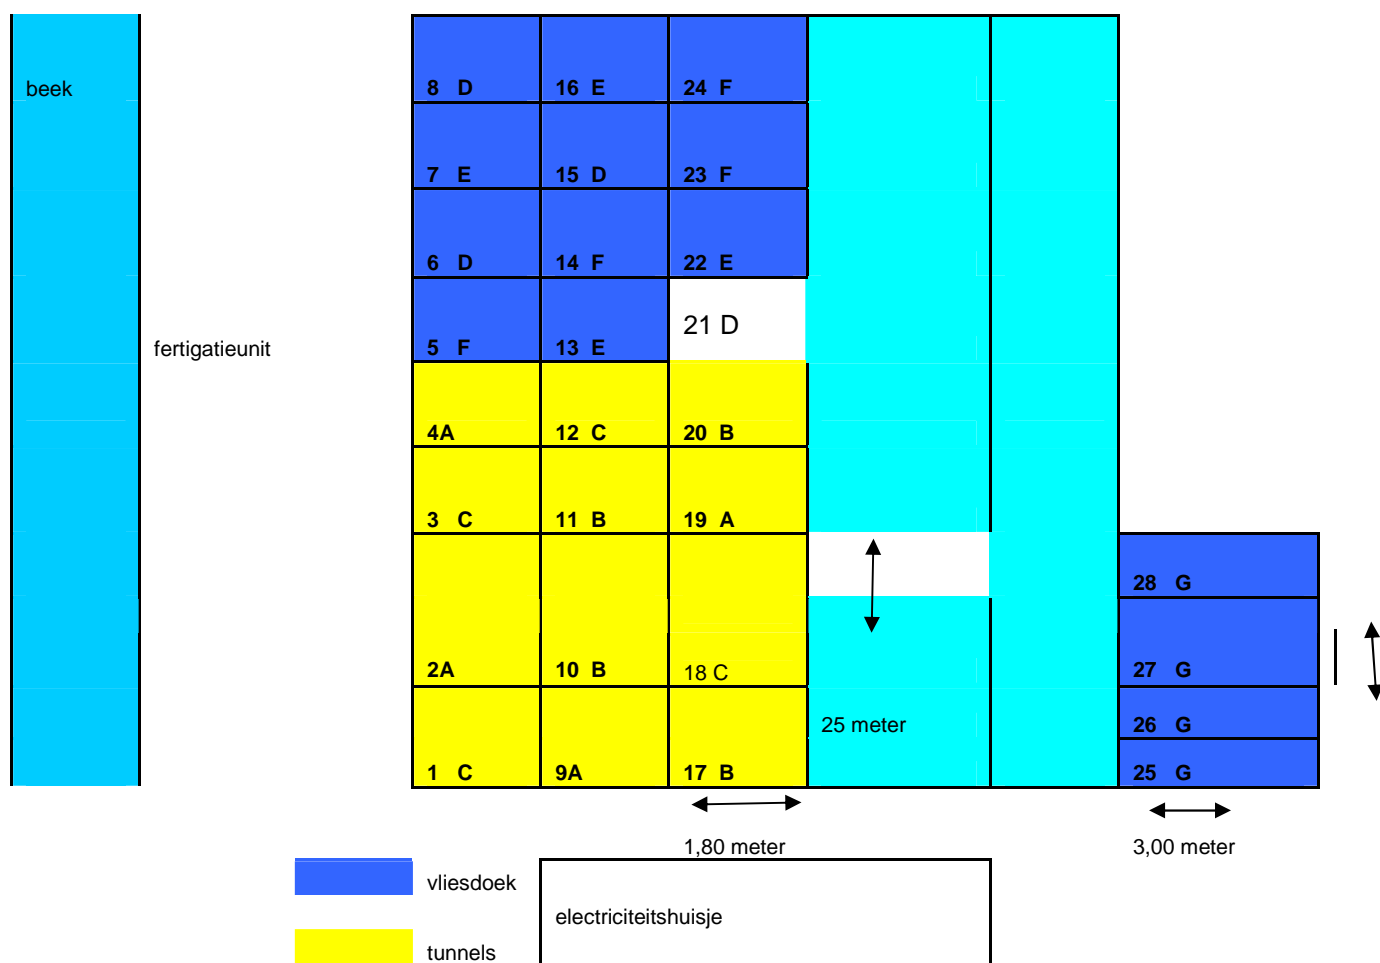 beek
8 D 16 E 24 F
7 E 15 D 23 F
6 D 14 F 22 E
21 D
5 F 13 E
fertigatieunit
4A 12 C 20 B
3 C 11 B 19 A
28 G
2A 10 B 18 C 27 G
25 meter 26 G
1 C 9A 17 B 25 G
1,80 meter 3,00 meter
vliesdoek
electriciteitshuisje
tunnels